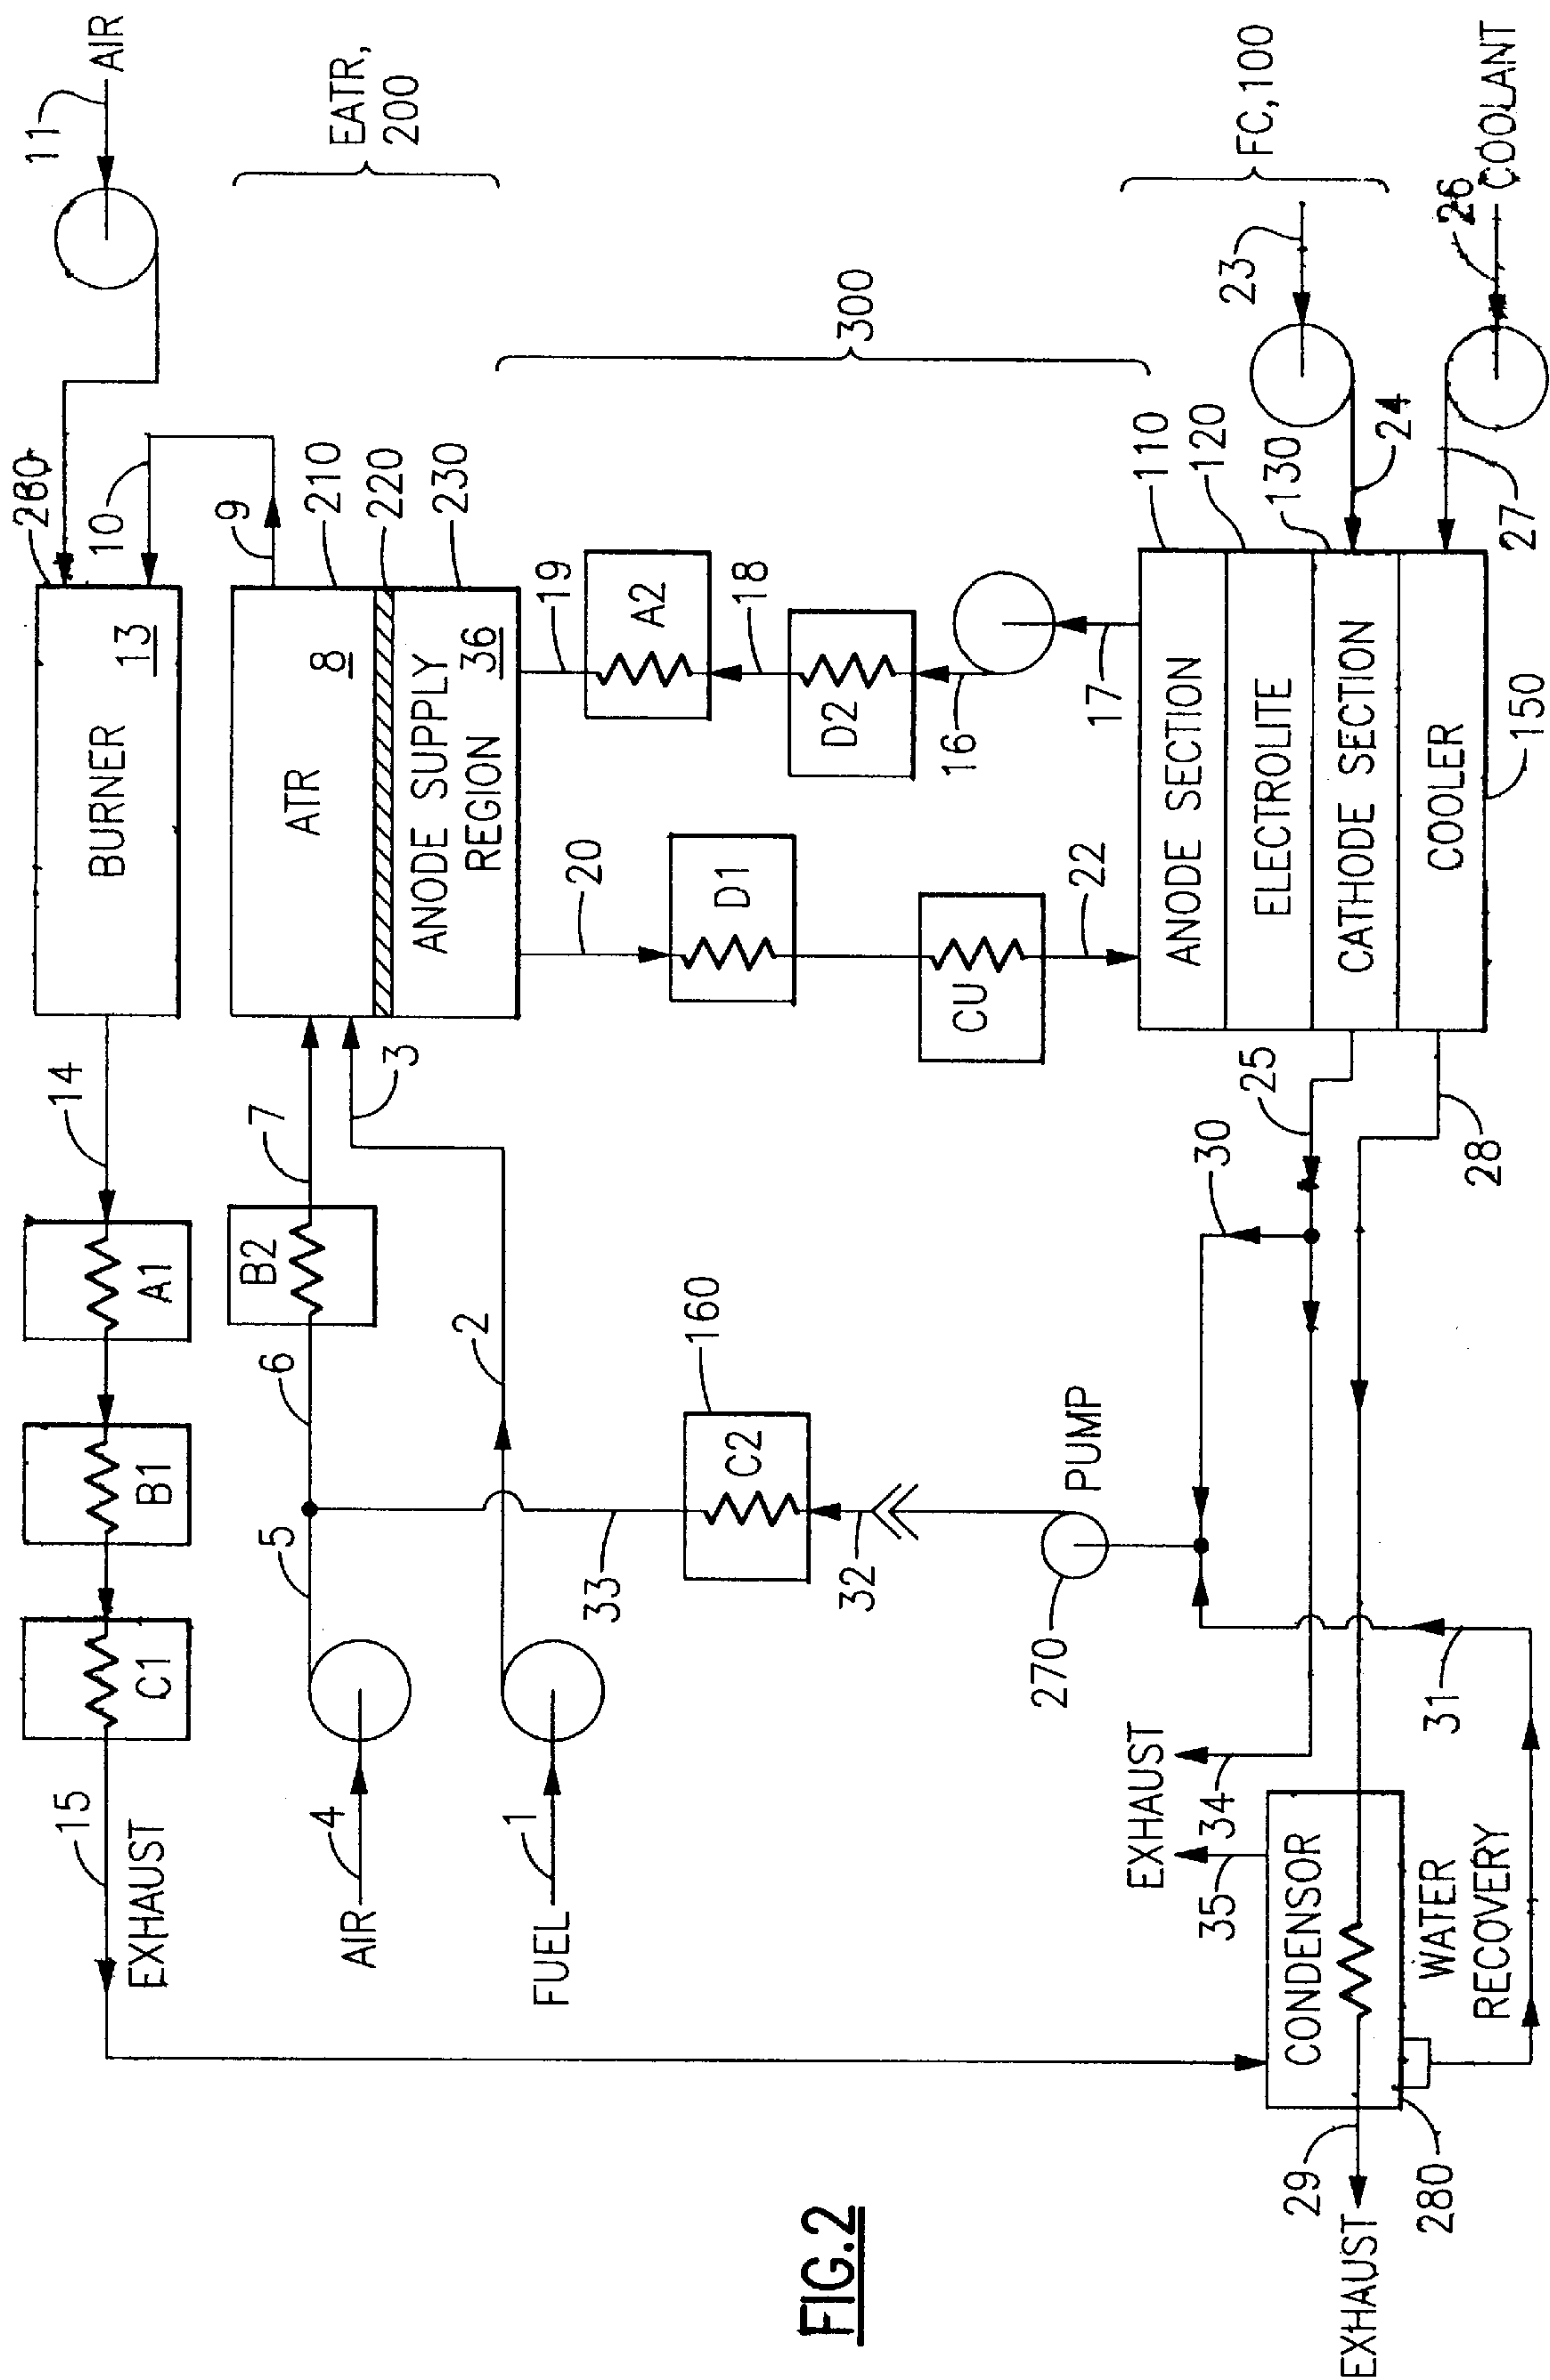 15
EXHAUST
C1
B1
A1
14
BURNER
13
260
10
11
AIR
AIR
4
5
6
B2
7
ATR
8
9
210
220
230
EATR,
200
FUEL
1
2
3
ANODE SUPPLY
REGION
36
33
C2
160
20
D1
19
A2
18
D2
16
17
CU
22
300
32
270
PUMP
30
EXHAUST
35
34
25
28
31
ANODE SECTION
ELECTROLITE
CATHODE SECTION
COOLER
110
120
130
150
23
24
FC, 100
26
COOLANT
27
CONDENSOR
WATER
RECOVERY
29
280
EXHAUST
FIG.2